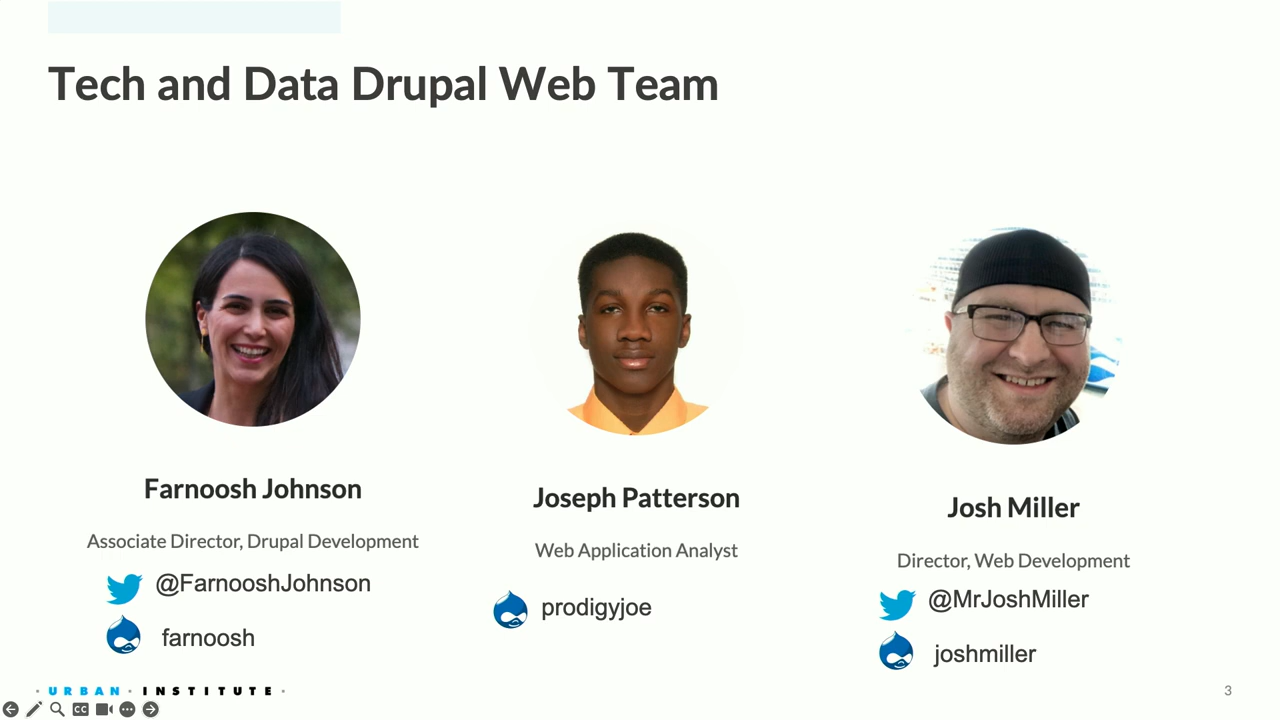 Tech and Data Drupal Web Team
Farnoosh Johnson
Associate Director, Drupal Development
@FarnooshJohnson
farnoosh
Joseph Patterson
Web Application Analyst
prodigyjoe
Josh Miller
Director, Web Development
@MrJoshMiller
joshmiller
· URBAN · INSTITUTE ·
3
CC